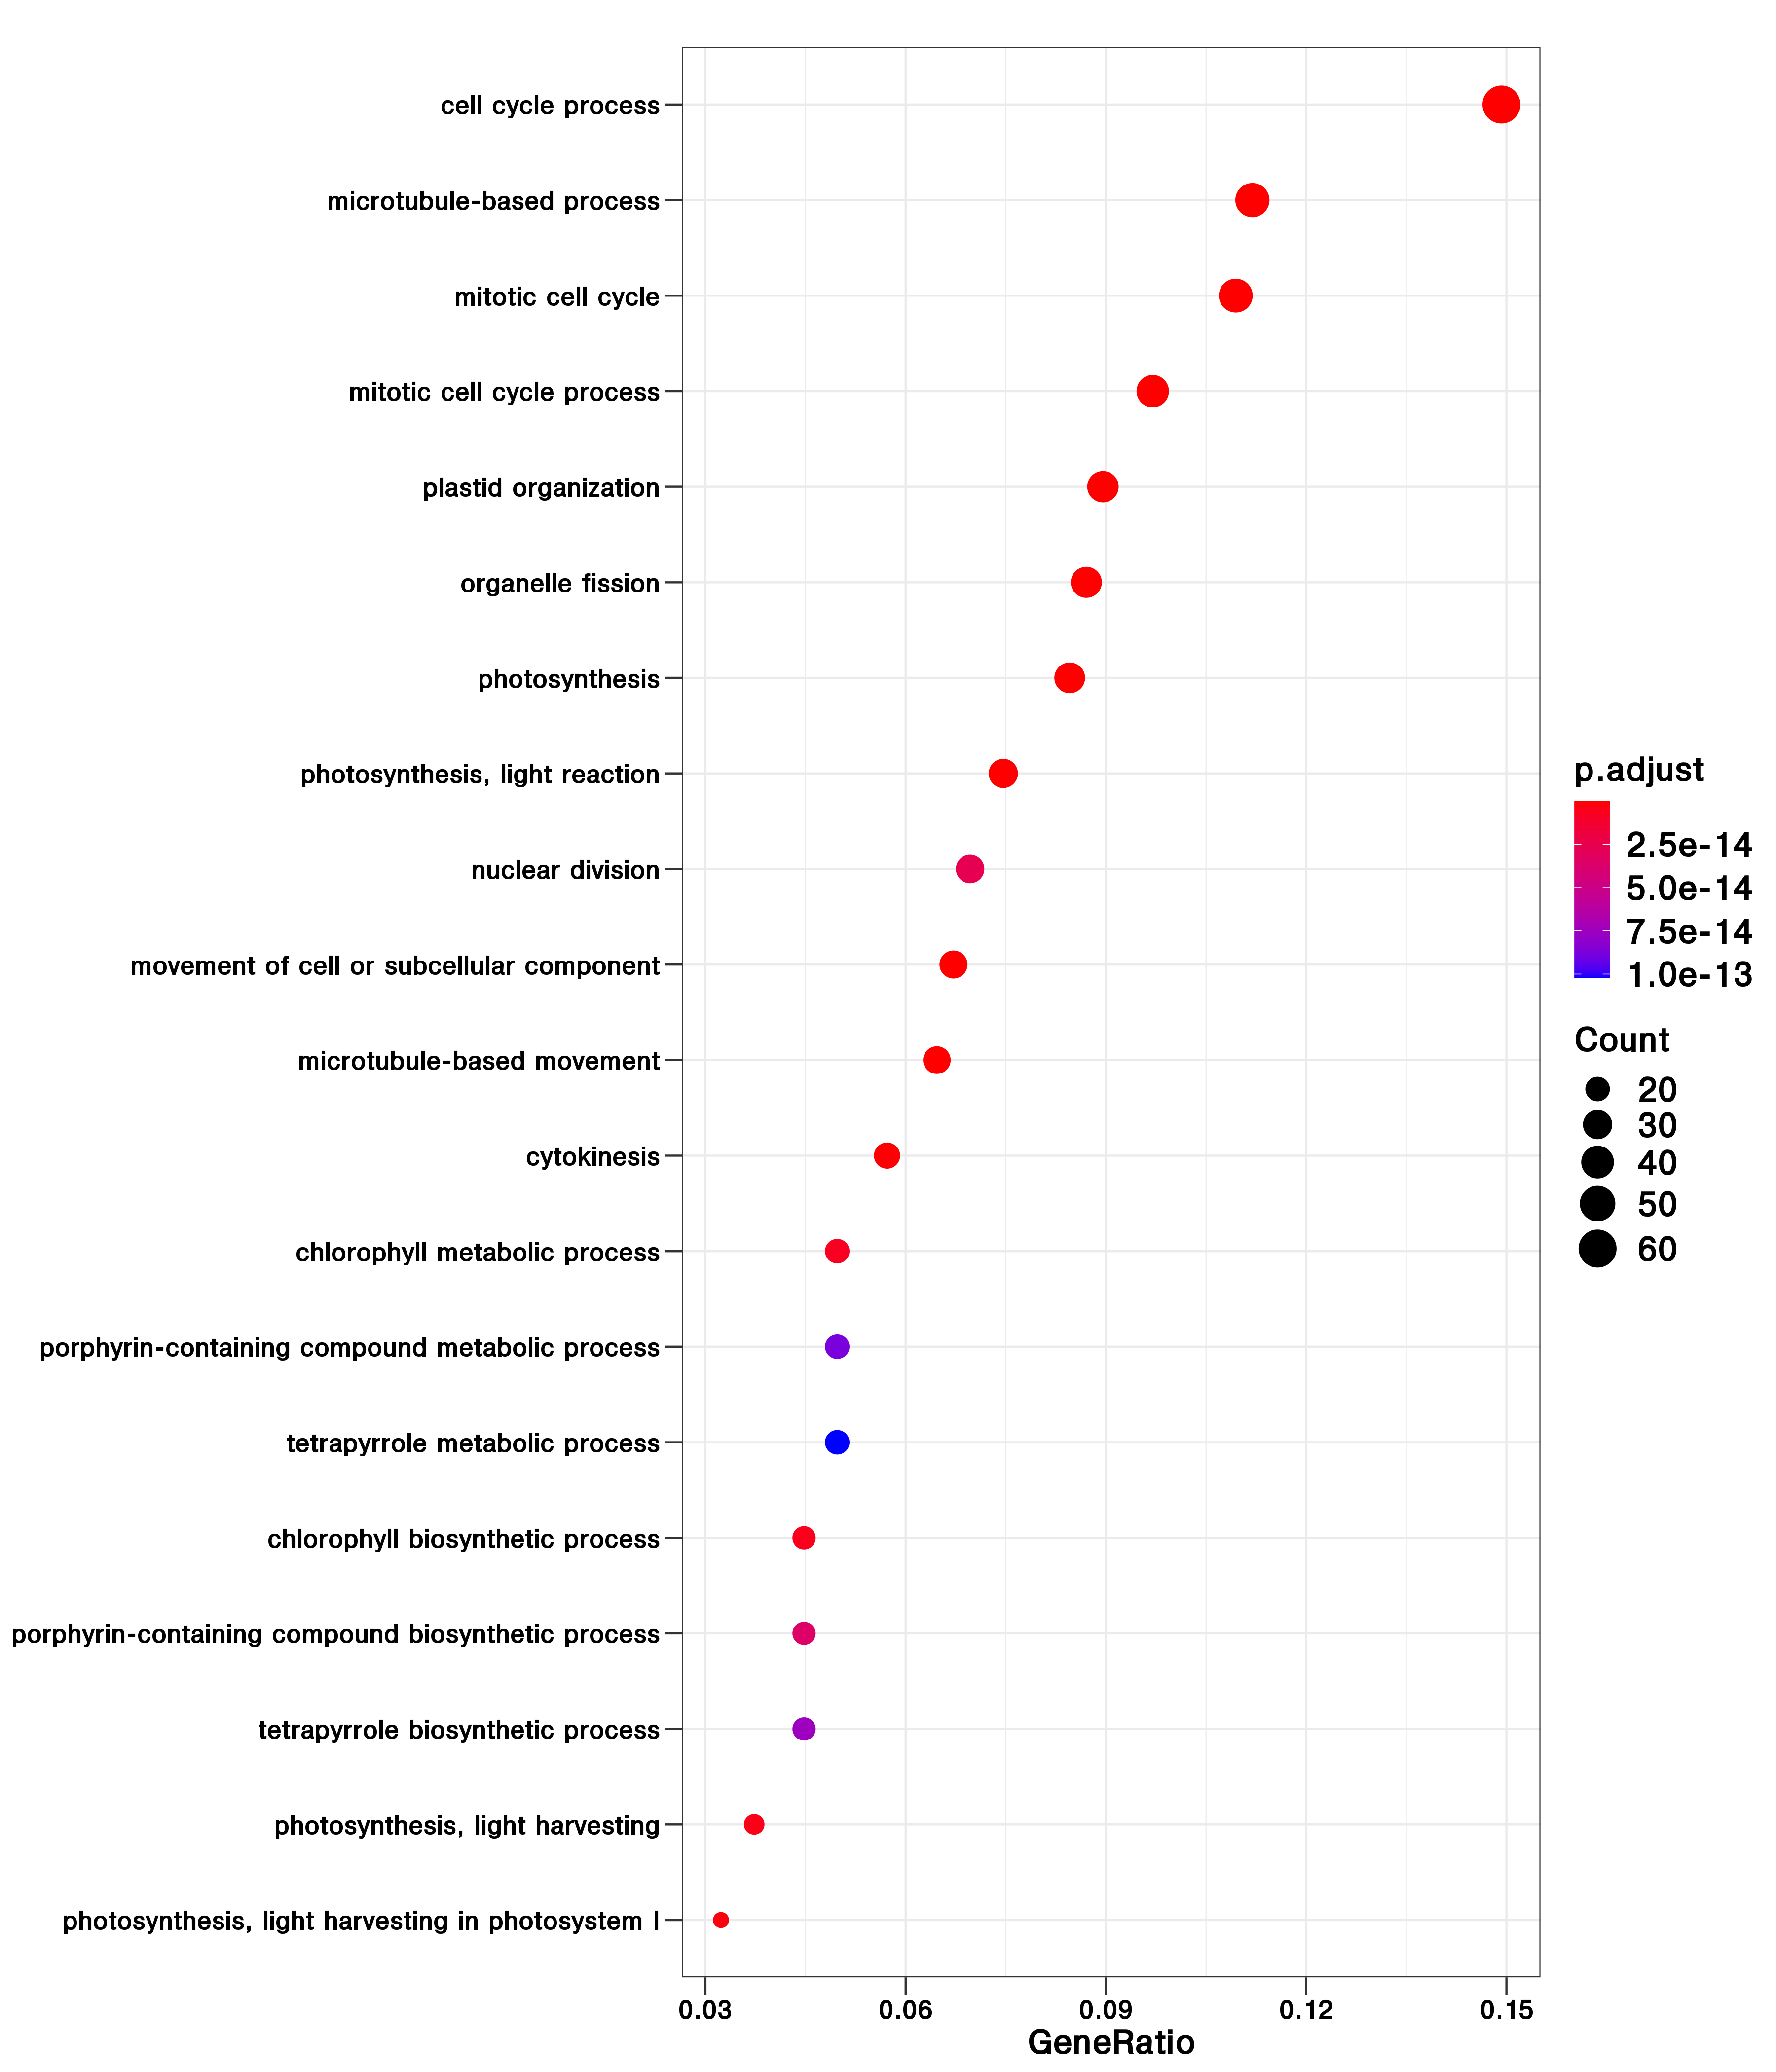 cell cycle process
microtubule-based process
mitotic cell cycle
mitotic cell cycle process
plastid organization
organelle fission
photosynthesis
photosynthesis, light reaction
nuclear division
movement of cell or subcellular component
microtubule-based movement
cytokinesis
chlorophyll metabolic process
porphyrin-containing compound metabolic process
tetrapyrrole metabolic process
chlorophyll biosynthetic process
porphyrin-containing compound biosynthetic process
tetrapyrrole biosynthetic process
photosynthesis, light harvesting
photosynthesis, light harvesting in photosystem I
0.03 0.06 0.09 0.12 0.15
GeneRatio
p.adjust
2.5e-14
5.0e-14
7.5e-14
1.0e-13
Count
20
30
40
50
60